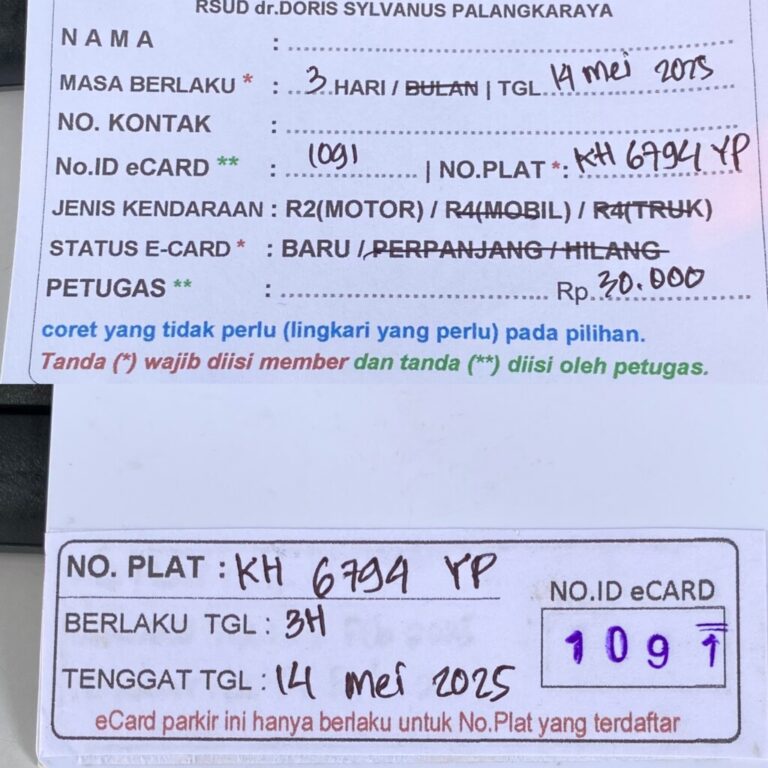 RSUD dr.DORIS SYLVANUS PALANGKARAYA
NAMA :
MASA BERLAKU * : 3 HARI / BULAN | TGL 14 mei 2025
NO. KONTAK :
No.ID eCARD ** : 1091 | NO.PLAT *: KH 6794 YP
JENIS KENDARAAN : R2(MOTOR) / R4(MOBIL) / R4(TRUK)
STATUS E-CARD * : BARU / PERPANJANG / HILANG
PETUGAS ** : Rp. 30.000
coret yang tidak perlu (lingkari yang perlu) pada pilihan.
Tanda (*) wajib diisi member dan tanda (**) diisi oleh petugas.
NO. PLAT : KH 6794 YP
BERLAKU TGL : 3H
TENGGAT TGL : 14 mei 2025
NO.ID eCARD
1091
eCard parkir ini hanya berlaku untuk No.Plat yang terdaftar